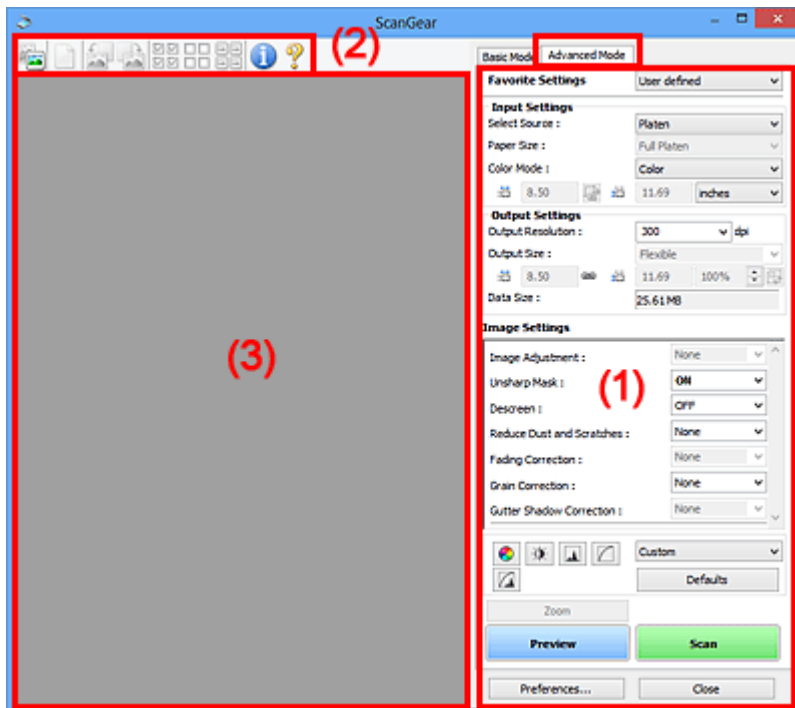 ScanGear
(2)
Basic Mode Advanced Mode
Favorite Settings User defined
Input Settings
Select Source : Platen
Paper Size : Full Platen
Color Mode : Color
8.50 11.69 inches
Output Settings
Output Resolution : 300 dpi
Output Size : Flexible
8.50 11.69 100%
Data Size : 25.61MB
Image Settings
(3)
(1)
Image Adjustment : None
Unsharp Mask : ON
Descreen : OFF
Reduce Dust and Scratches : None
Fading Correction : None
Grain Correction : None
Gutter Shadow Correction : None
Custom
Defaults
Zoom
Preview Scan
Preferences... Close